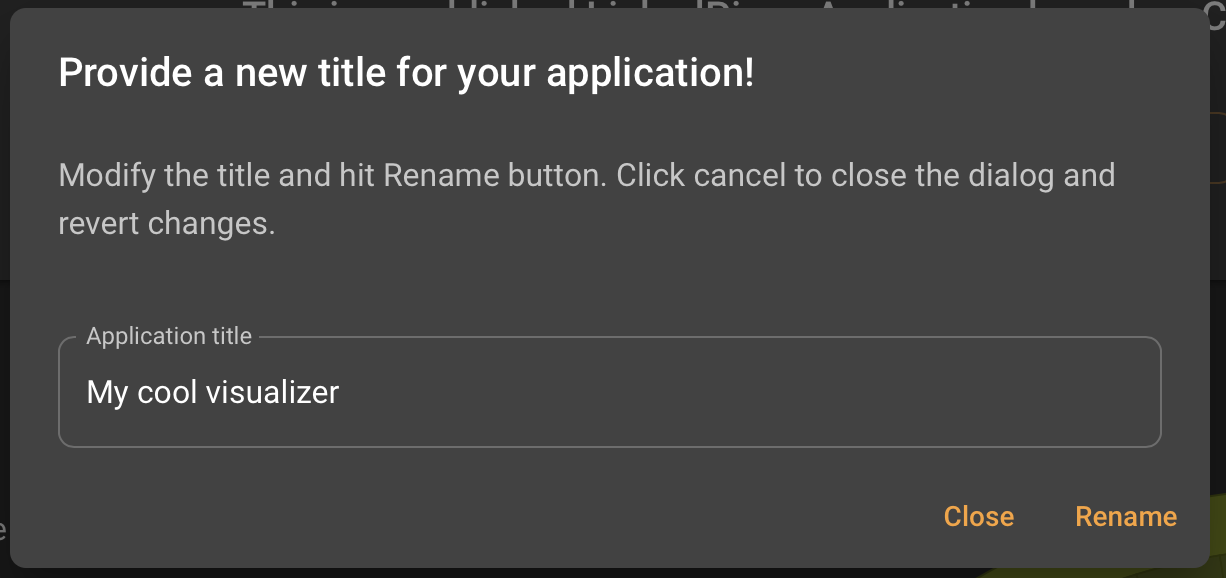 Provide a new title for your application!
Modify the title and hit Rename button. Click cancel to close the dialog and
revert changes.
Application title
My cool visualizer
Close
Rename